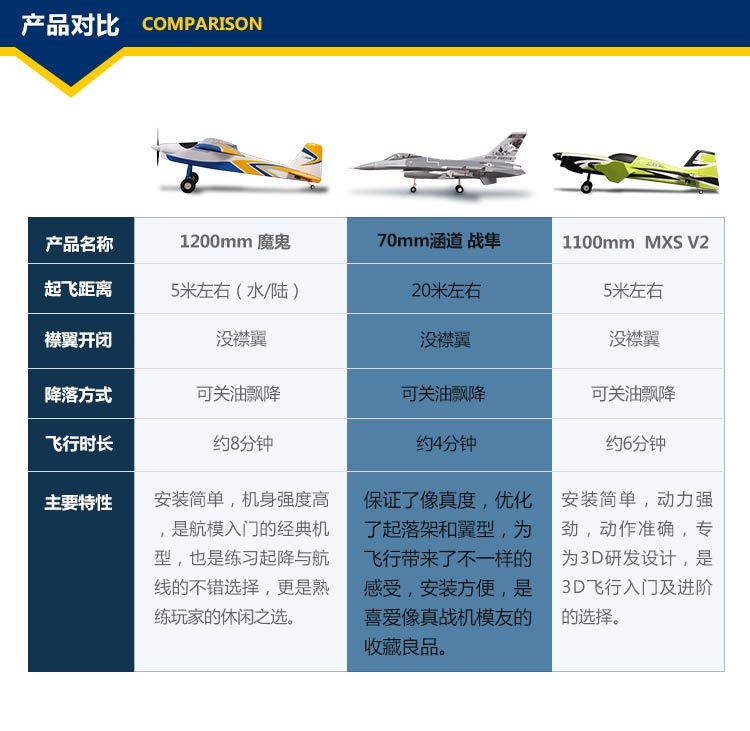 产品对比 COMPARISON
产品名称 1200mm 魔鬼 70mm涵道 战隼 1100mm MXS V2
起飞距离 5米左右（水/陆） 20米左右 5米左右
襟翼开闭 没襟翼 没襟翼 没襟翼
降落方式 可关油飘降 可关油飘降 可关油飘降
飞行时长 约8分钟 约4分钟 约6分钟
主要特性
安装简单，机身强度高
，是航模入门的经典机
型，也是练习起降与航
线的不错选择，更是熟
练玩家的休闲之选。
保证了像真度，优化
了起落架和翼型，为
飞行带来了不一样的
感受，安装方便，是
喜爱像真战机模友的
收藏良品。
安装简单，动力强
劲，动作准确，专
为3D研发设计，是
3D飞行入门及进阶
的选择。